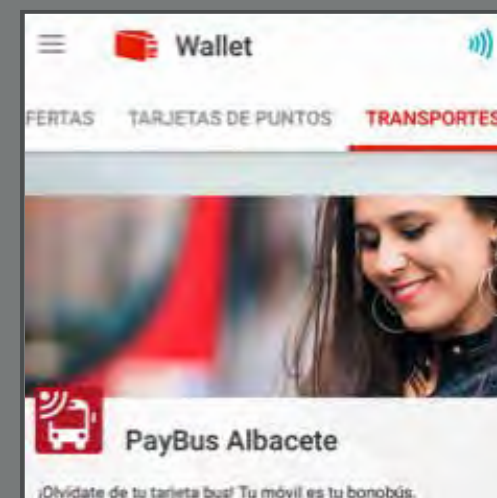 Wallet
FERTAS TARJETAS DE PUNTOS TRANSPORTES
PayBus Albacete
¡Olvídate de tu tarjeta bus! Tu móvil es tu bonobús.